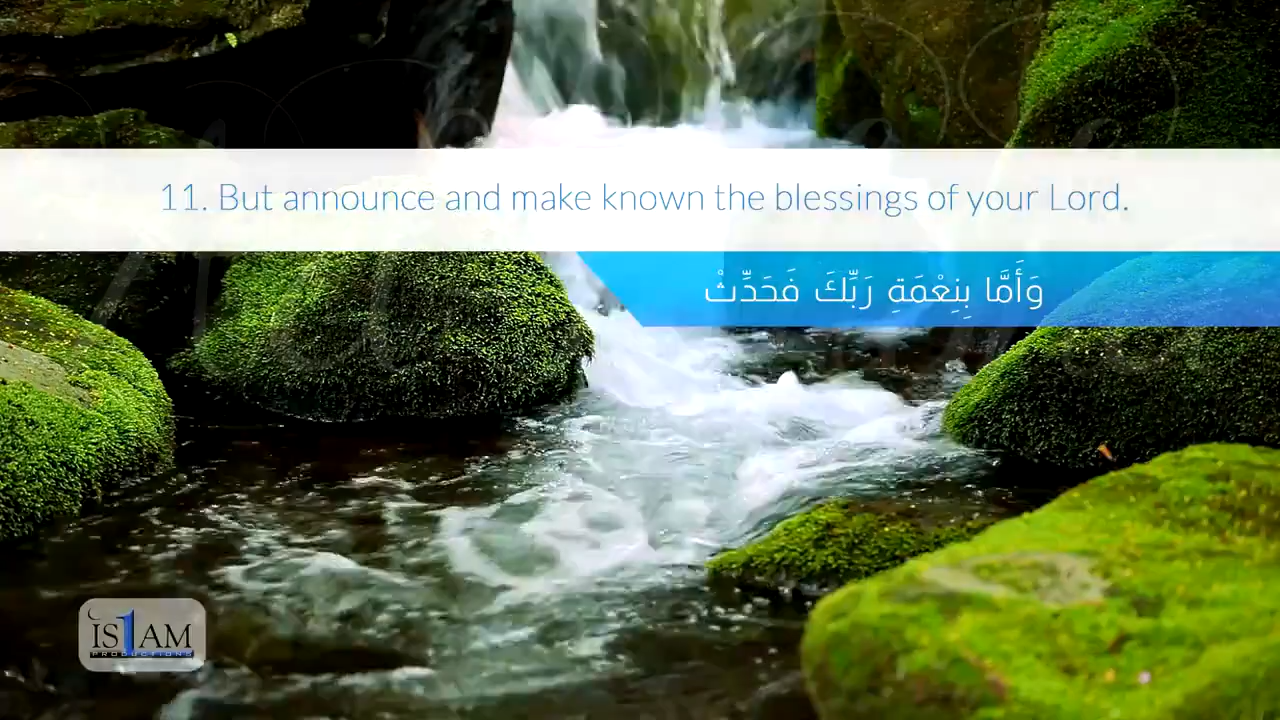 11. But announce and make known the blessings of your Lord.
وَأَمَّا بِنِعْمَةِ رَبِّكَ فَحَدِّثْ
IS1AM
PRODUCTIONS